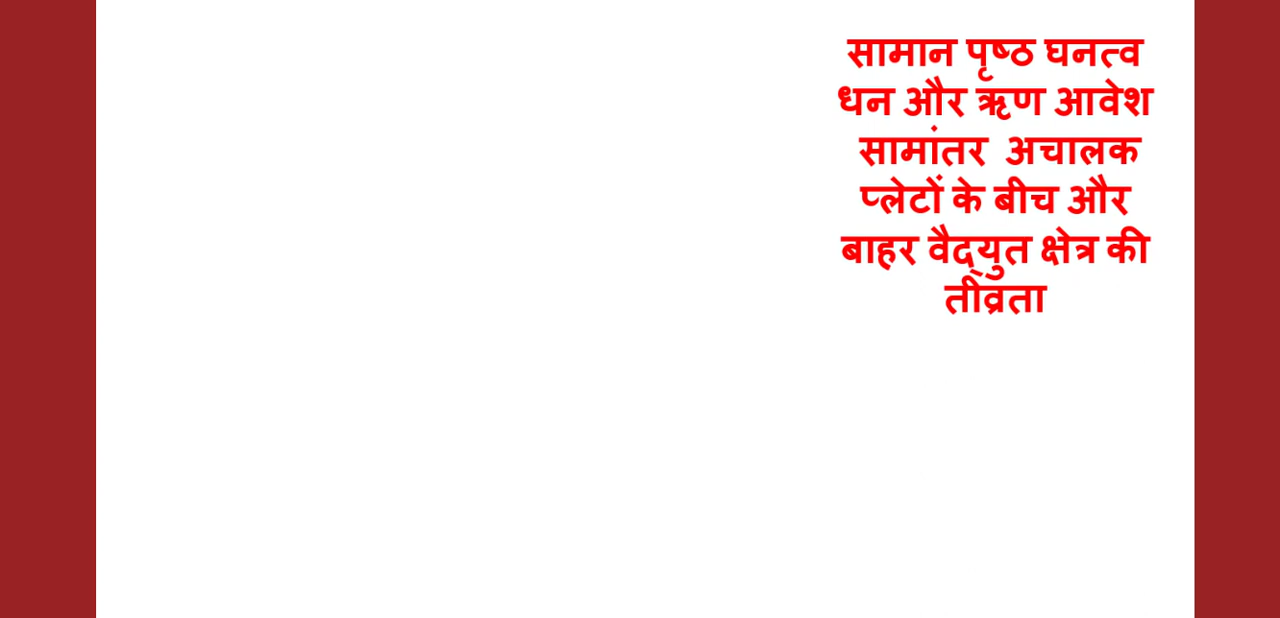 सामान पृष्ठ घनत्व
धन और ऋण आवेश
सामांतर  अचालक
प्लेटों के बीच और
बाहर वैद्युत क्षेत्र की
तीव्रता